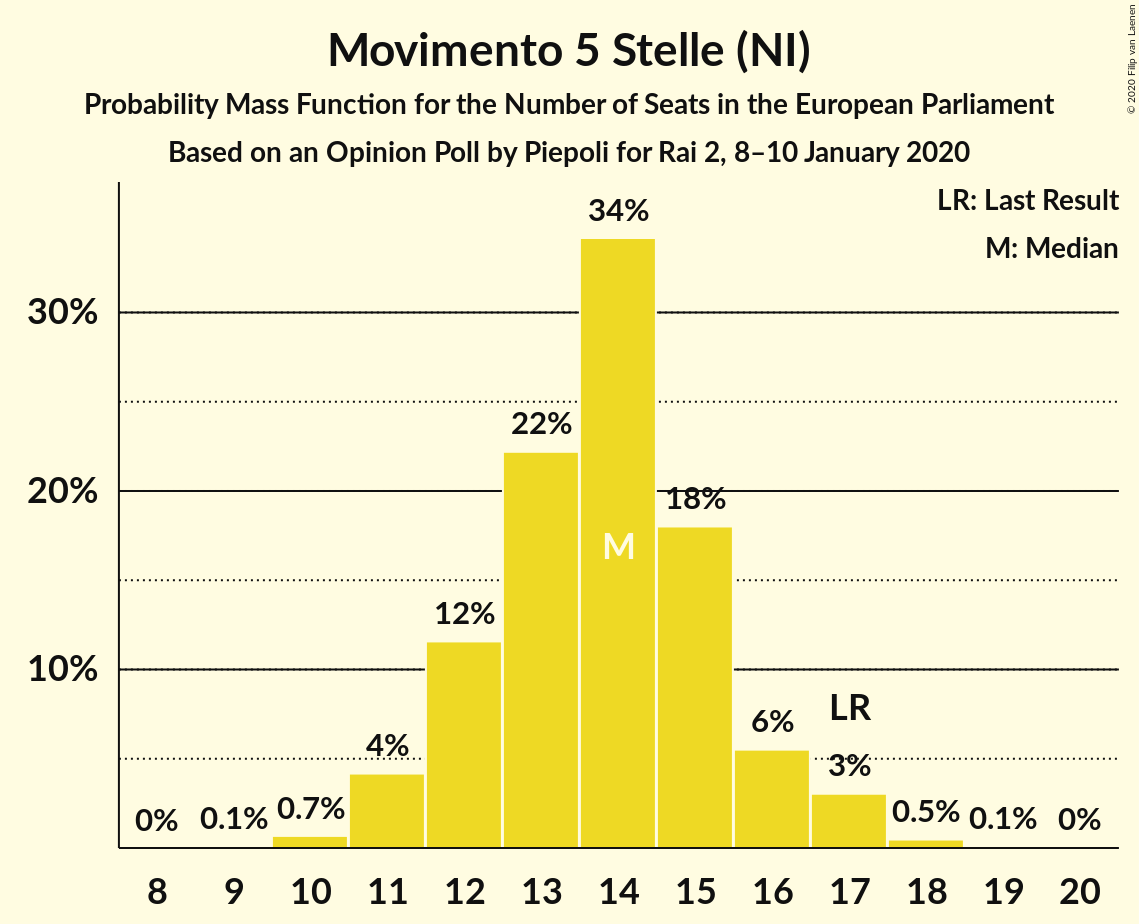 Movimento 5 Stelle (NI)
Probability Mass Function for the Number of Seats in the European Parliament
Based on an Opinion Poll by Piepoli for Rai 2, 8–10 January 2020
© 2020 Filip van Laenen
LR: Last Result
M: Median
30%
20%
10%
0%
0.1%
0.7%
4%
12%
22%
34%
M
18%
6%
LR
3%
0.5%
0.1%
0%
8 9 10 11 12 13 14 15 16 17 18 19 20